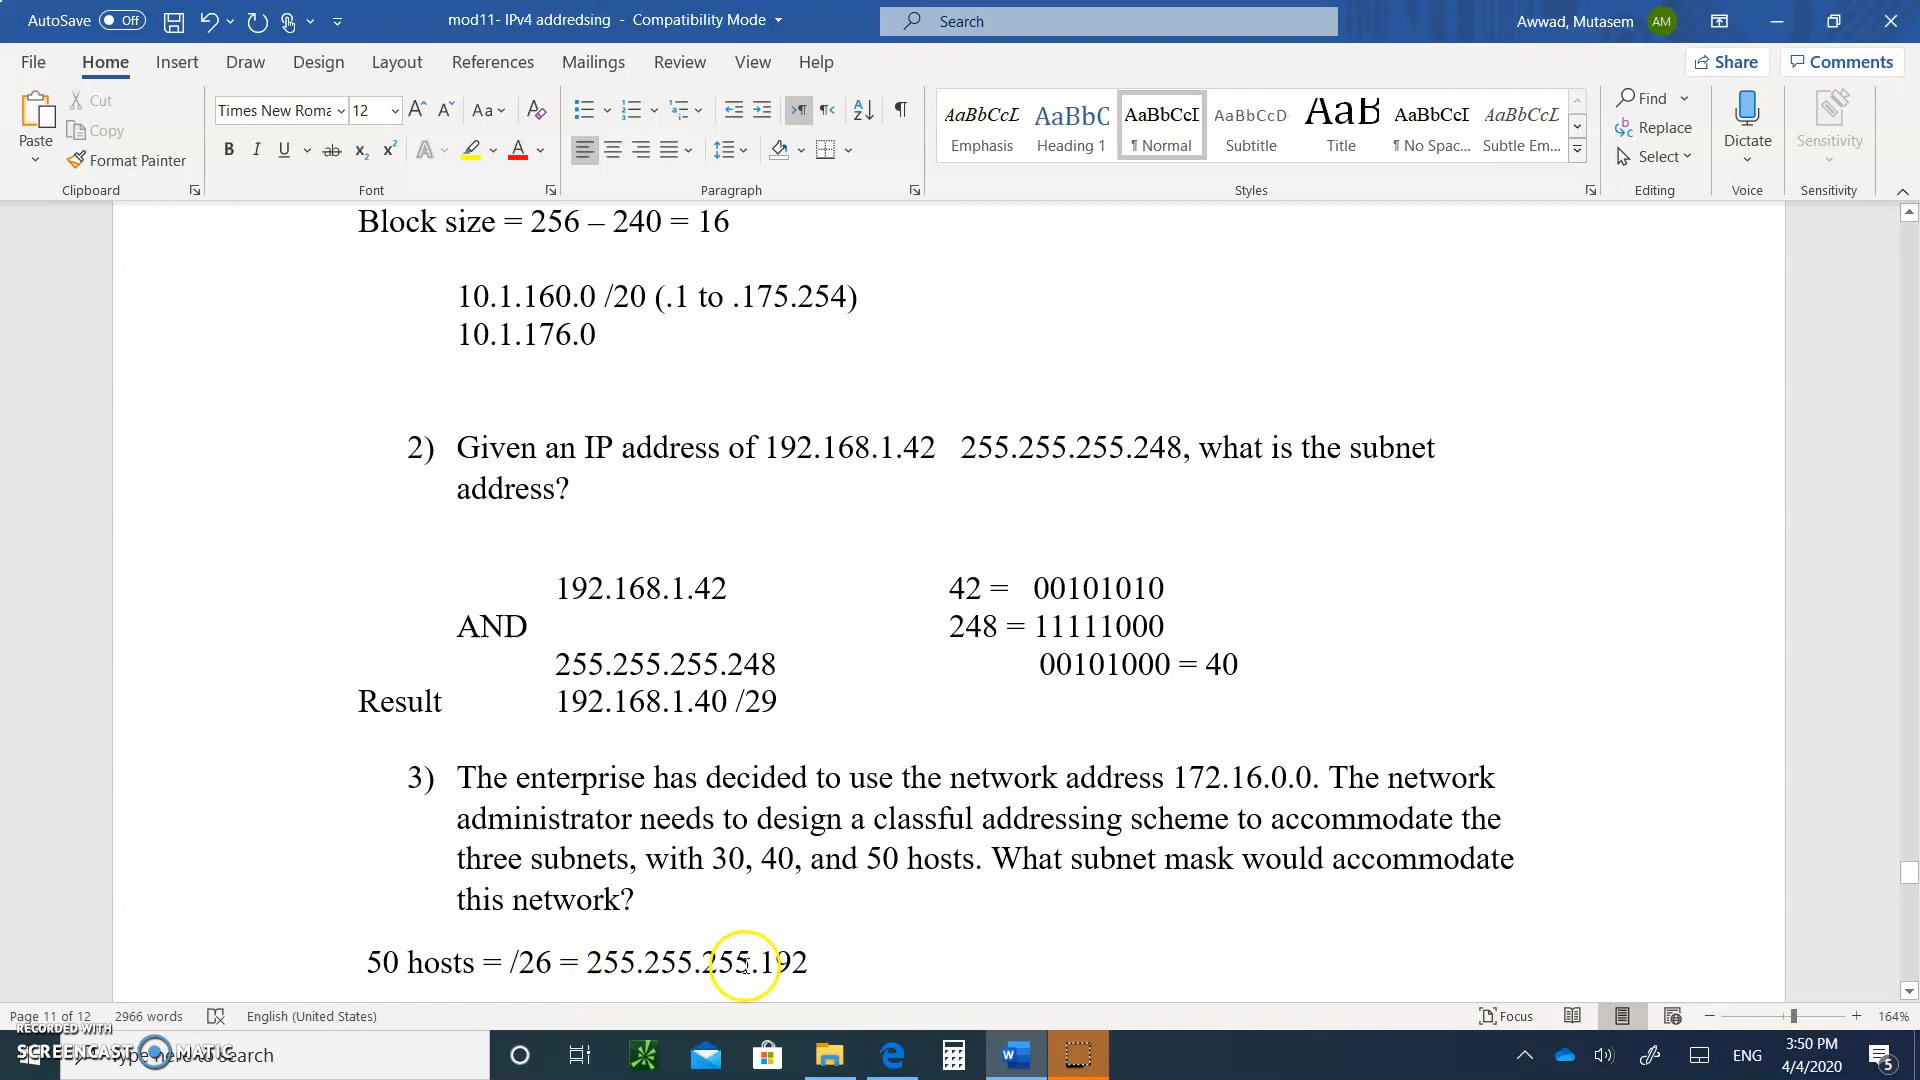 AutoSave Off mod11- IPv4 addredsing - Compatibility Mode Search Awwad, Mutasem AM
File Home Insert Draw Design Layout References Mailings Review View Help Share Comments
Paste Cut Copy Format Painter Clipboard
Times New Roma 12 Aa B I U ab x₂ x² A A Font
Paragraph
AaBbCcL AaBbC AaBbCcI AaBbCcD AaB AaBbCcI AaBbCcL
Emphasis Heading 1 ¶ Normal Subtitle Title ¶ No Spac... Subtle Em...
Styles
Find Replace Select Editing
Dictate Voice
Sensitivity Sensitivity
Block size = 256 – 240 = 16
10.1.160.0 /20 (.1 to .175.254)
10.1.176.0
2) Given an IP address of 192.168.1.42 255.255.255.248, what is the subnet
address?
192.168.1.42 42 = 00101010
AND 248 = 11111000
255.255.255.248 00101000 = 40
Result 192.168.1.40 /29
3) The enterprise has decided to use the network address 172.16.0.0. The network
administrator needs to design a classful addressing scheme to accommodate the
three subnets, with 30, 40, and 50 hosts. What subnet mask would accommodate
this network?
50 hosts = /26 = 255.255.255.192
Page 11 of 12 2966 words English (United States) Focus 164%
RECORDED WITH
SCREENCAST MATIC
Type here to search
ENG 3:50 PM
4/4/2020 5